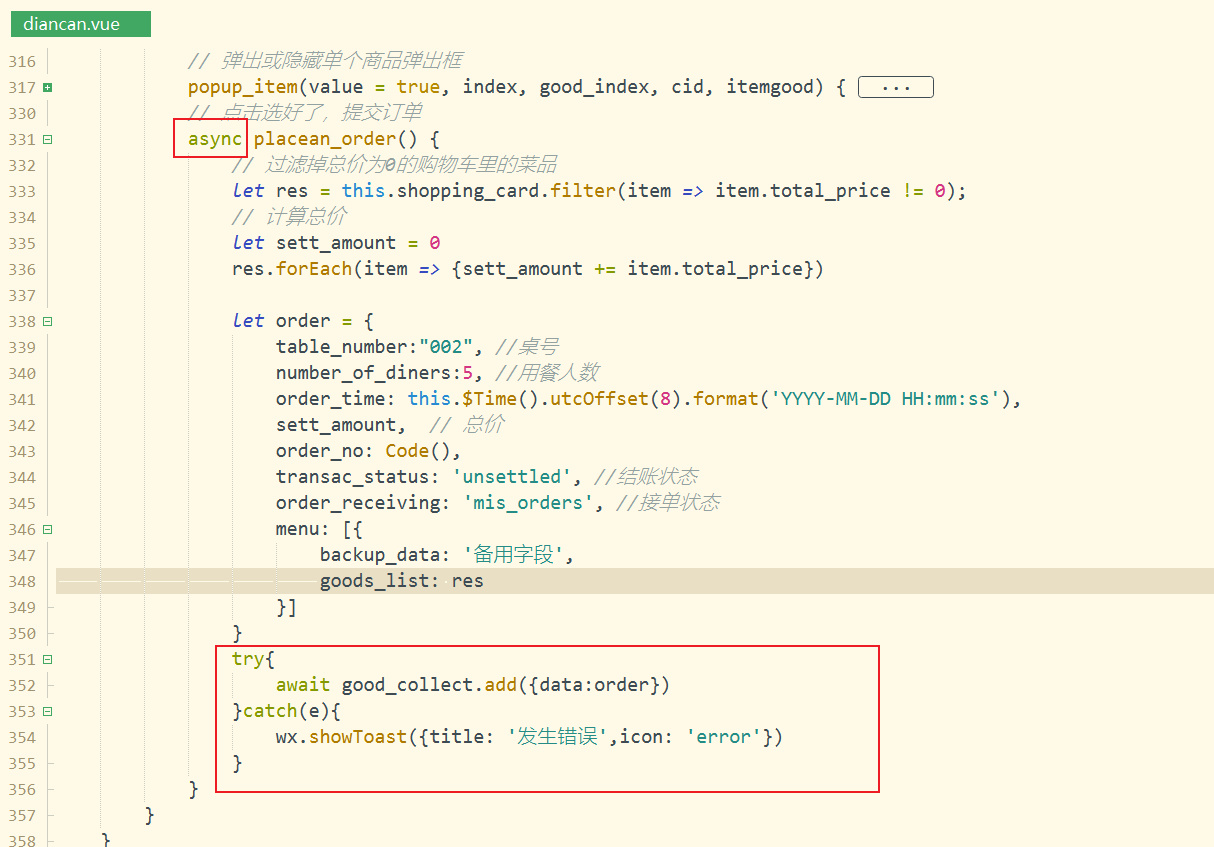 diancan.vue
316 // 弹出或隐藏单个商品弹出框
317 popup_item(value = true, index, good_index, cid, itemgood) { ...
330 // 点击选好了，提交订单
331 async placean_order() {
332 // 过滤掉总价为0的购物车里的菜品
333 let res = this.shopping_card.filter(item => item.total_price != 0);
334 // 计算总价
335 let sett_amount = 0
336 res.forEach(item => {sett_amount += item.total_price})
337
338 let order = {
339 table_number:"002", //桌号
340 number_of_diners:5, //用餐人数
341 order_time: this.$Time().utcOffset(8).format('YYYY-MM-DD HH:mm:ss'),
342 sett_amount, // 总价
343 order_no: Code(),
344 transac_status: 'unsettled', //结账状态
345 order_receiving: 'mis_orders', //接单状态
346 menu: [{
347 backup_data: '备用字段',
348 goods_list: res
349 }]
350 }
351 try{
352 await good_collect.add({data:order})
353 }catch(e){
354 wx.showToast({title: '发生错误',icon: 'error'})
355 }
356 }
357 }
358 }